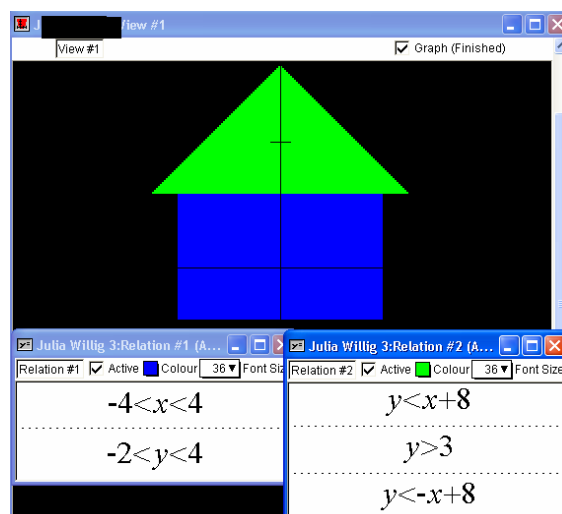 View #1
View #1
Graph (Finished)
Julia Willig 3:Relation #1 (A...
Relation #1 Active Colour 36 Font Siz
-4<x<4
-2<y<4
Julia Willig 3:Relation #2 (A...
Relation #2 Active Colour 36 Font Size
y<x+8
y>3
y<-x+8